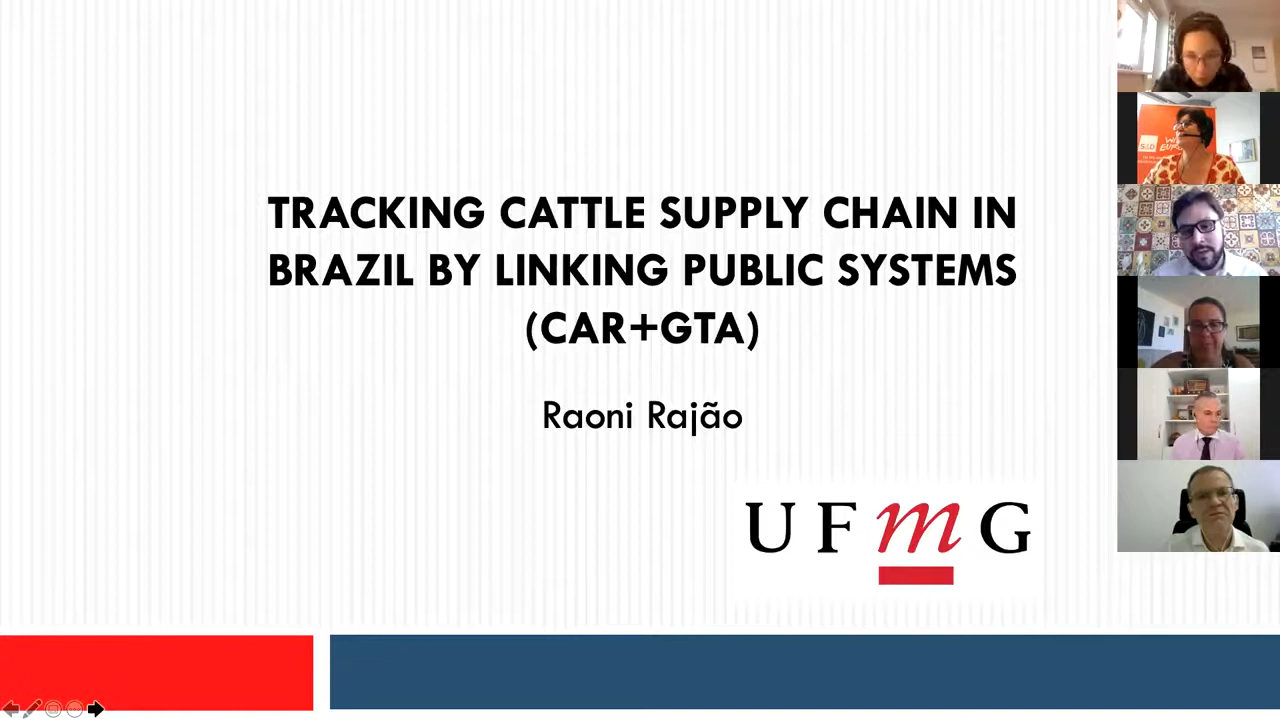 TRACKING CATTLE SUPPLY CHAIN IN
BRAZIL BY LINKING PUBLIC SYSTEMS
(CAR+GTA)
Raoni Rajão
UFmG
S&D